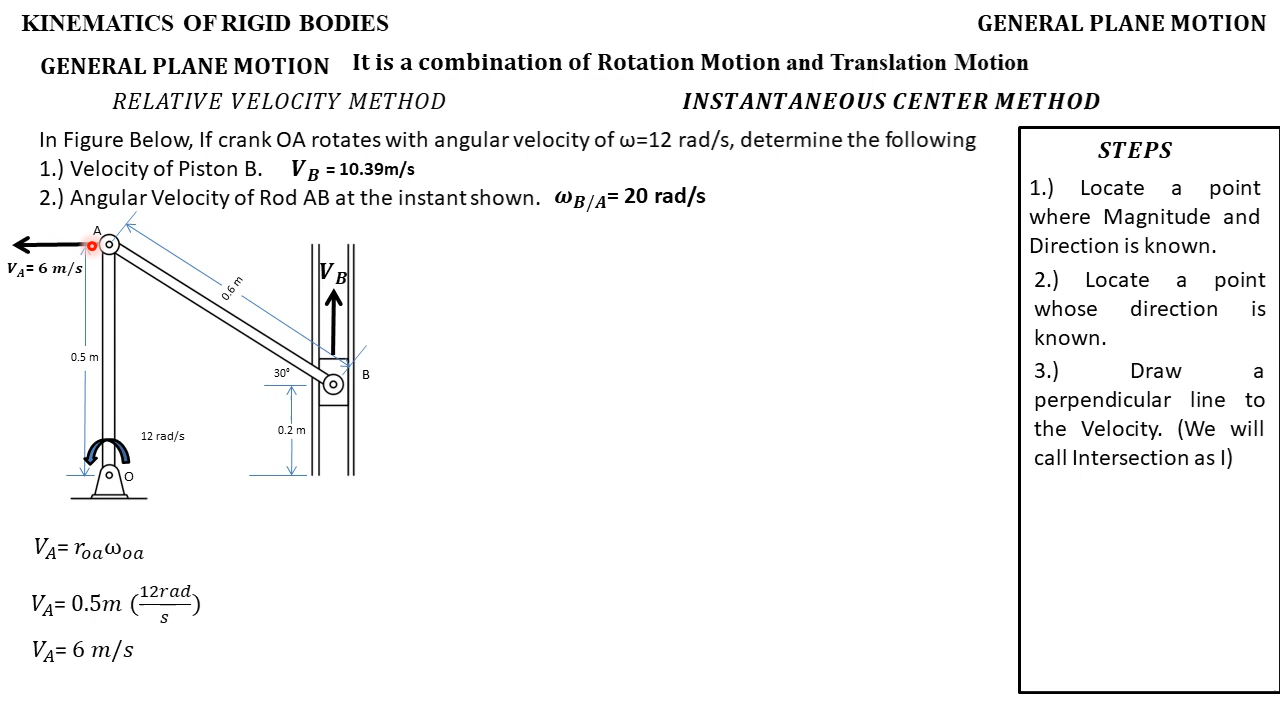 KINEMATICS OF RIGID BODIES
GENERAL PLANE MOTION
GENERAL PLANE MOTION It is a combination of Rotation Motion and Translation Motion
RELATIVE VELOCITY METHOD
INSTANTANEOUS CENTER METHOD
In Figure Below, If crank OA rotates with angular velocity of ω=12 rad/s, determine the following
1.) Velocity of Piston B. V_B = 10.39m/s
2.) Angular Velocity of Rod AB at the instant shown. ω_B/A= 20 rad/s
A
V_A= 6 m/s
0.6 m
V_B
0.5 m
30°
B
0.2 m
12 rad/s
O
V_A= r_oa ω_oa
V_A= 0.5m (12rad/s)
V_A= 6 m/s
STEPS
1.) Locate a point
where Magnitude and
Direction is known.
2.) Locate a point
whose direction is
known.
3.) Draw a
perpendicular line to
the Velocity. (We will
call Intersection as I)